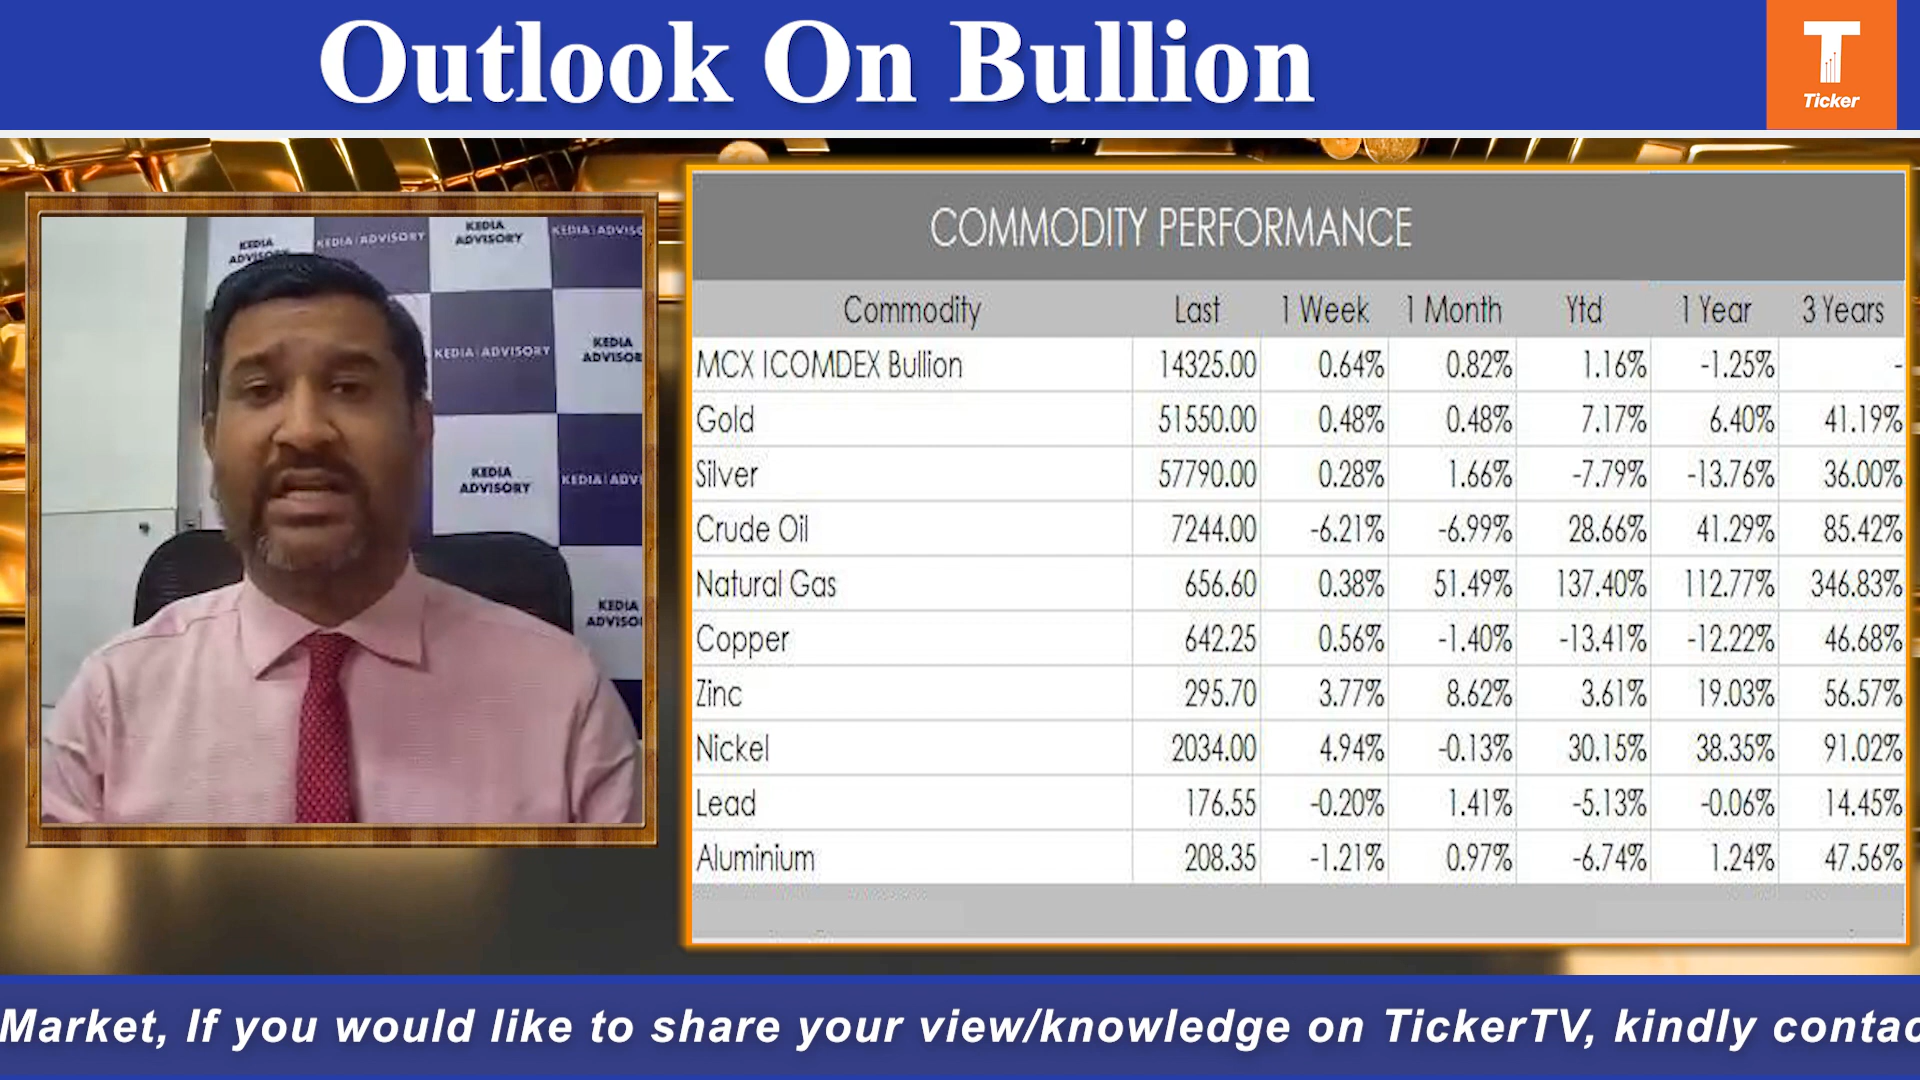 Outlook On Bullion
Ticker
KEDIA
ADVISORY
KEDIA ADVISORY
KEDIA
ADVISORY
KEDIA ADVISO
KEDIA ADVISORY
KEDIA
ADVISOR
KEDIA
ADVISORY
KEDIA ADVI
KEDIA
ADVISO
COMMODITY PERFORMANCE
Commodity Last 1 Week 1 Month Ytd 1 Year 3 Years
MCX ICOMDEX Bullion 14325.00 0.64% 0.82% 1.16% -1.25% -
Gold 51550.00 0.48% 0.48% 7.17% 6.40% 41.19%
Silver 57790.00 0.28% 1.66% -7.79% -13.76% 36.00%
Crude Oil 7244.00 -6.21% -6.99% 28.66% 41.29% 85.42%
Natural Gas 656.60 0.38% 51.49% 137.40% 112.77% 346.83%
Copper 642.25 0.56% -1.40% -13.41% -12.22% 46.68%
Zinc 295.70 3.77% 8.62% 3.61% 19.03% 56.57%
Nickel 2034.00 4.94% -0.13% 30.15% 38.35% 91.02%
Lead 176.55 -0.20% 1.41% -5.13% -0.06% 14.45%
Aluminium 208.35 -1.21% 0.97% -6.74% 1.24% 47.56%
Market, If you would like to share your view/knowledge on TickerTV, kindly contac